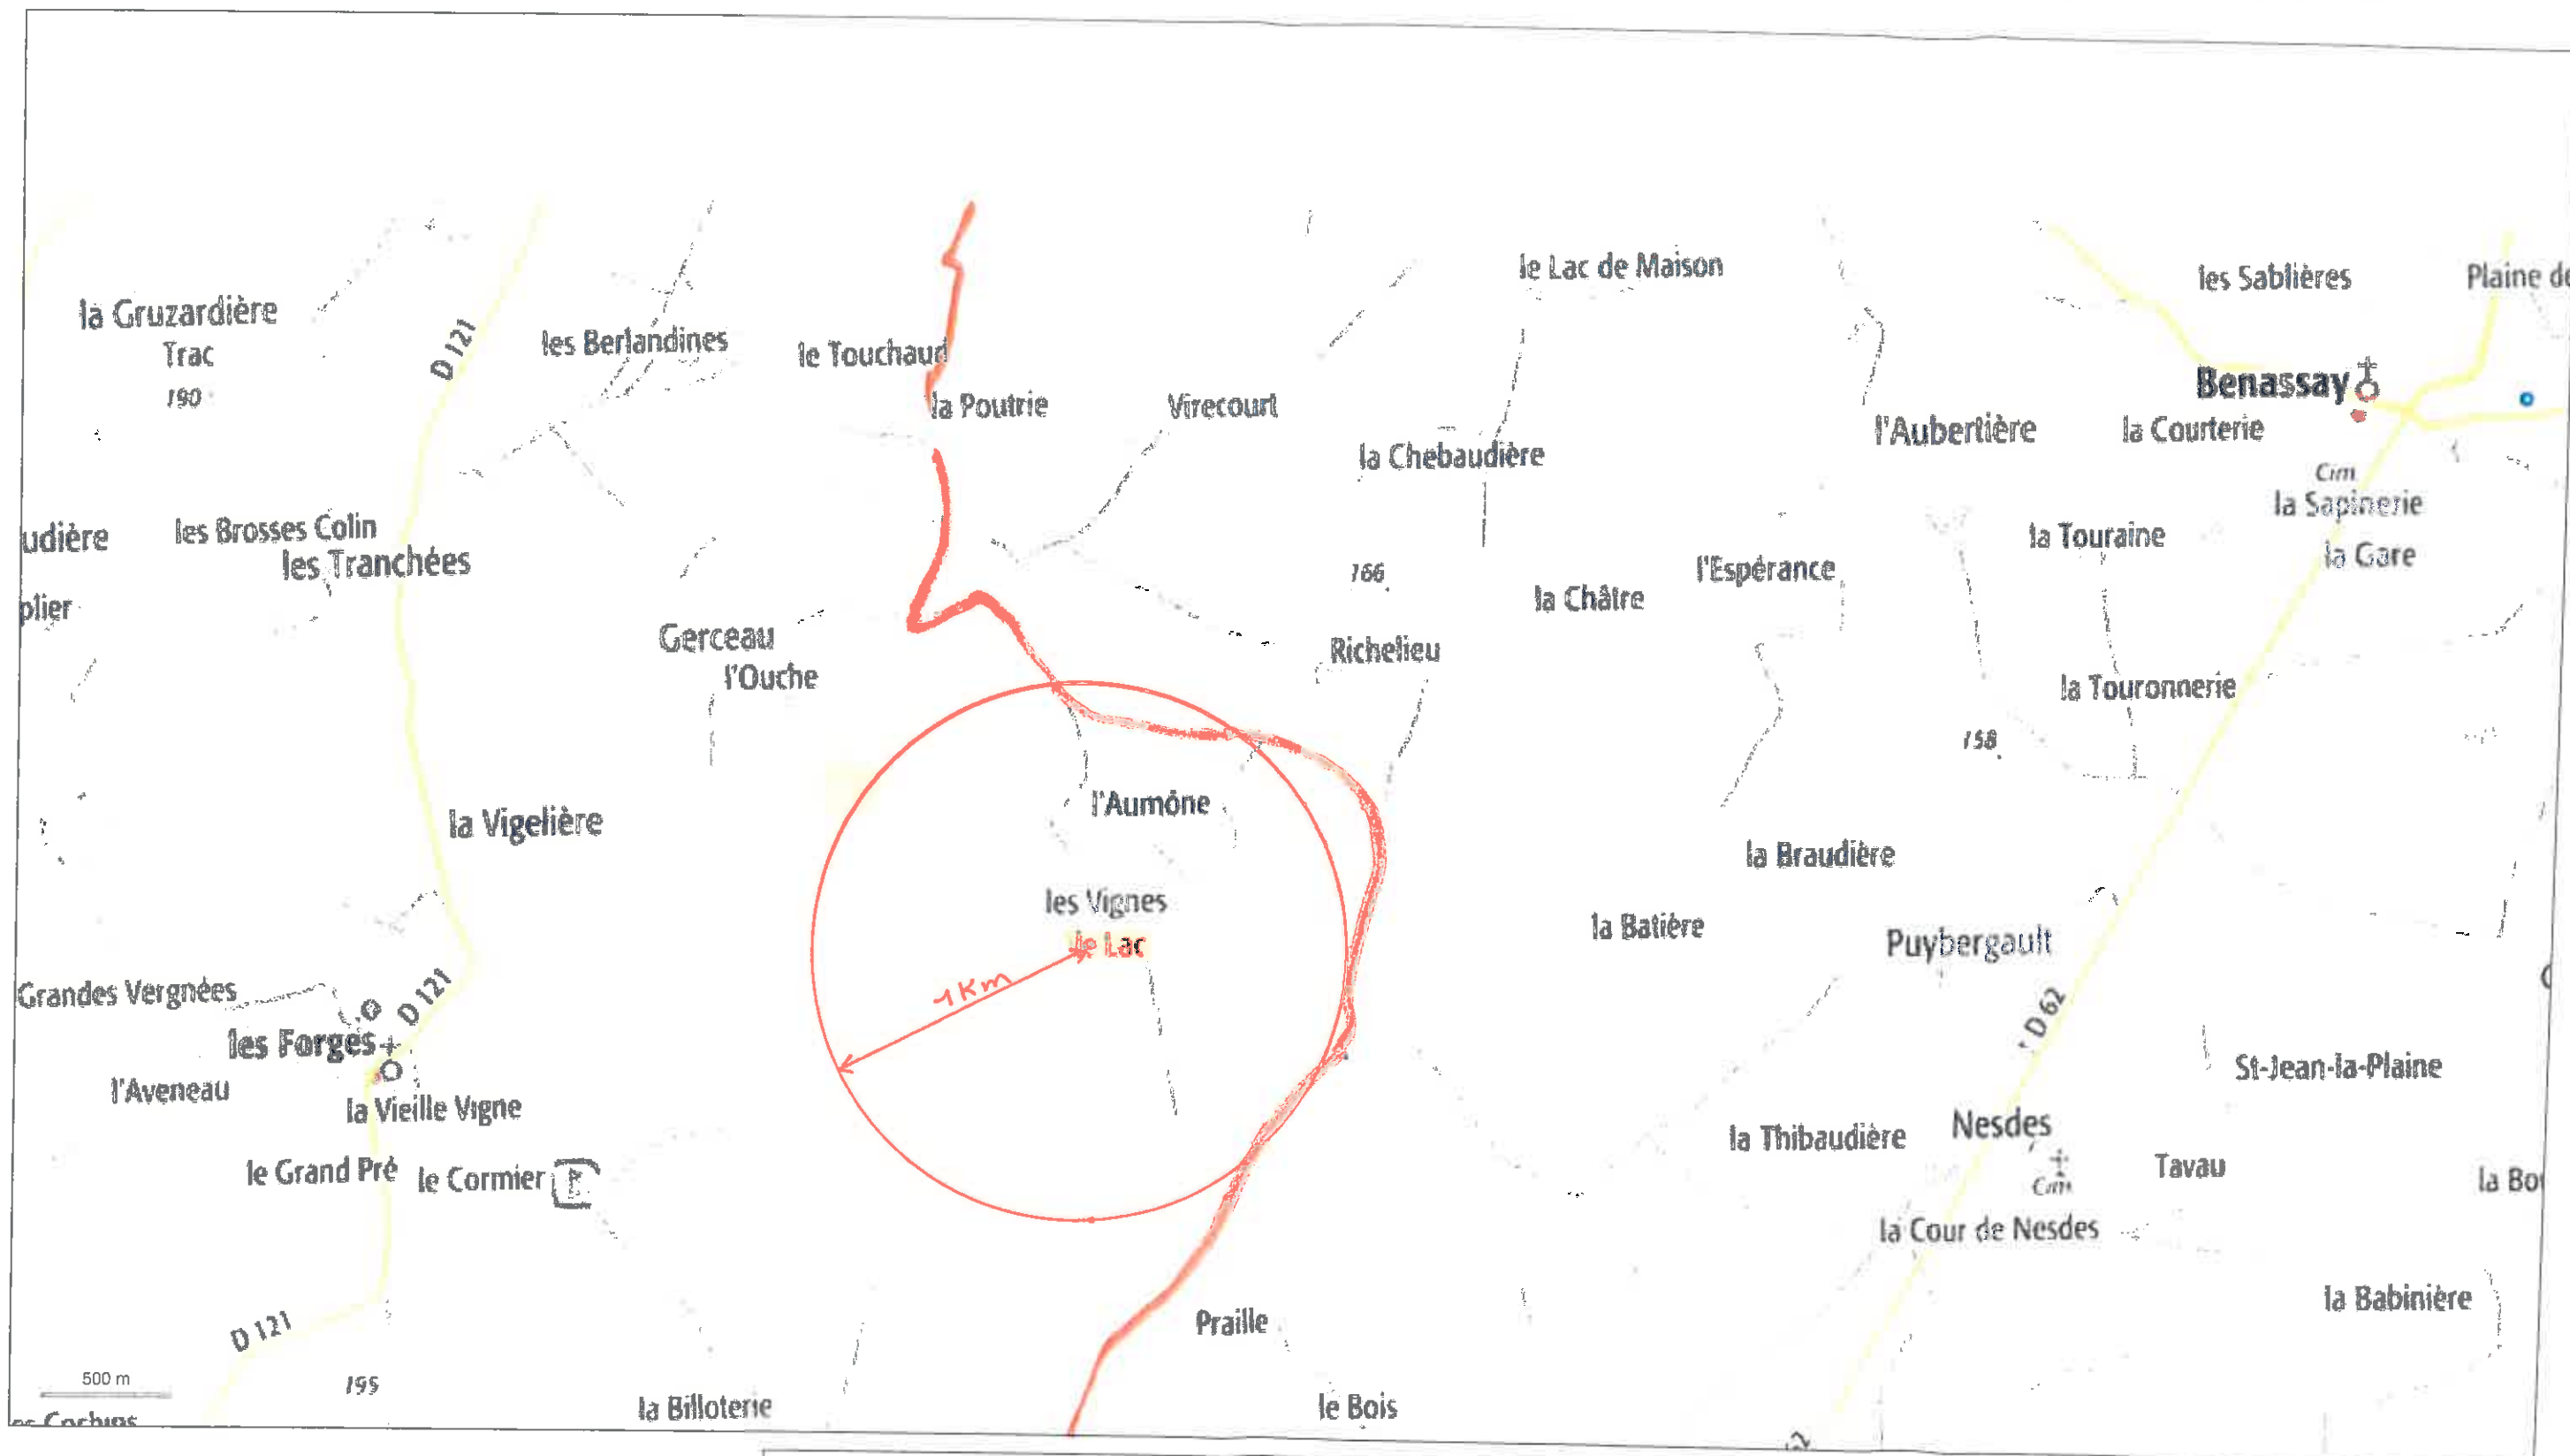 le Lac de Maison
les Sablières
Plaine de
la Gruzardière
Trac
190
D 121
les Berlandines
le Touchaud
la Poutrie
Virecourt
Benassay
l'Aubertière
la Courterie
la Chebaudière
Cim
la Sapinerie
la Gare
udière
les Brosses Colin
les Tranchées
la Touraine
166
l'Espérance
la Châtre
plier
Gerceau
l'Ouche
Richelieu
la Touronnerie
158
l'Aumône
la Vigelière
la Braudière
les Vignes
le Lac
la Batière
Puybergault
1 Km
Grandes Vergnées
D 121
D 62
les Forges
l'Aveneau
la Vieille Vigne
St-Jean-la-Plaine
Nesdes
la Thibaudière
Tavau
Cim
la Bo
le Grand Pré
le Cormier
la Cour de Nesdes
la Babinière
Praille
D 121
500 m
195
la Billoterie
le Bois